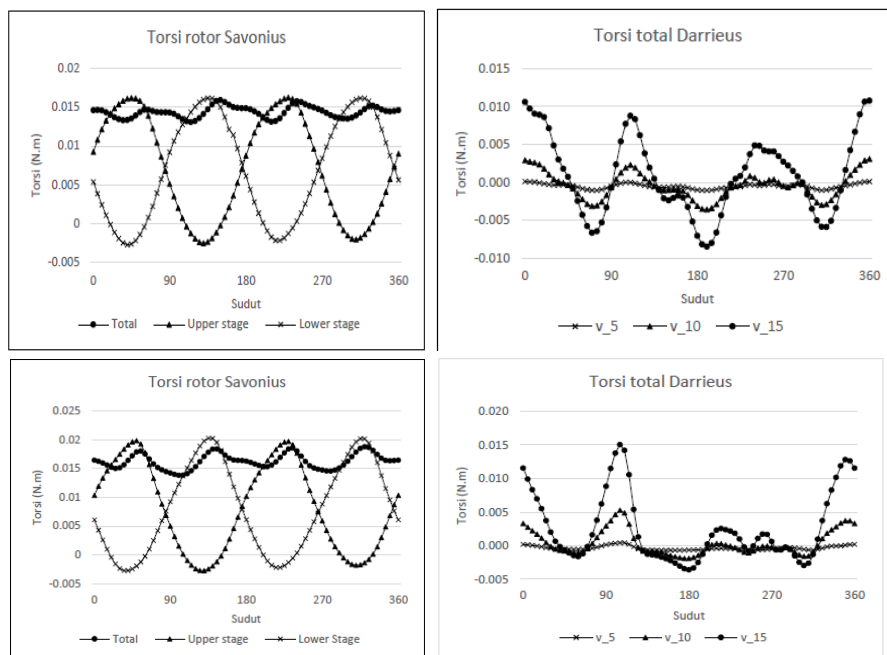 Torsi rotor Savonius
0.02
0.015
0.01
0.005
0
-0.005
Torsi (N.m)
0 90 180 270 360
Sudut
Total Upper stage Lower stage
Torsi total Darrieus
0.015
0.010
0.005
0.000
-0.005
-0.010
Torsi (N.m)
0 90 180 270 360
Sudut
v_5 v_10 v_15
Torsi rotor Savonius
0.025
0.02
0.015
0.01
0.005
0
-0.005
Torsi (N.m)
0 90 180 270 360
Sudut
Total Upper stage Lower Stage
Torsi total Darrieus
0.020
0.015
0.010
0.005
0.000
-0.005
Torsi (N.m)
0 90 180 270 360
Sudut
v_5 v_10 v_15